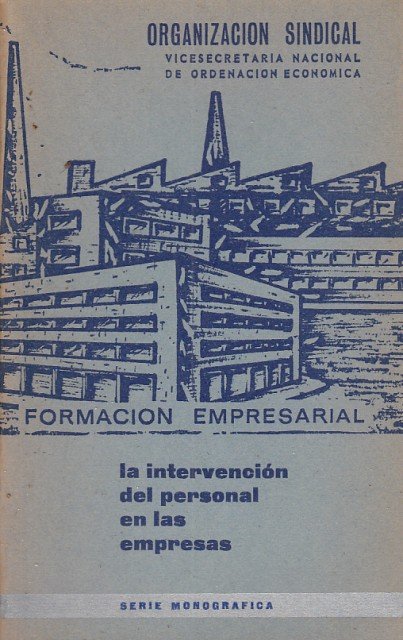 ORGANIZACION SINDICAL
VICESECRETARIA NACIONAL
DE ORDENACION ECONOMICA
FORMACION EMPRESARIAL
la intervención
del personal
en las
empresas
SERIE MONOGRAFICA